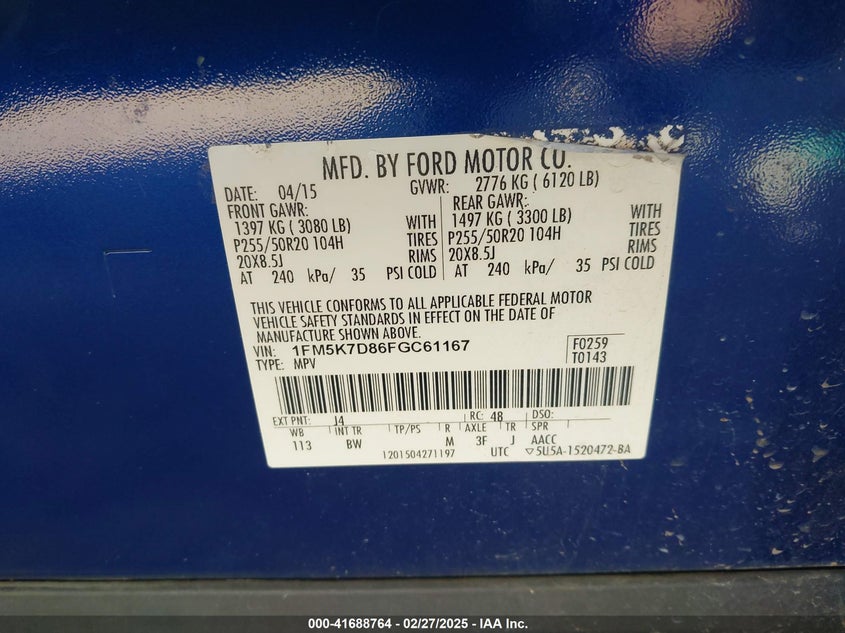 MFD. BY FORD MOTOR CO.
DATE: 04/15 GVWR: 2776 KG ( 6120 LB)
FRONT GAWR: REAR GAWR:
1397 KG ( 3080 LB) WITH 1497 KG ( 3300 LB) WITH
P255/50R20 104H TIRES P255/50R20 104H TIRES
20X8.5J RIMS 20X8.5J RIMS
AT 240 kPa/ 35 PSI COLD AT 240 kPa/ 35 PSI COLD
THIS VEHICLE CONFORMS TO ALL APPLICABLE FEDERAL MOTOR
VEHICLE SAFETY STANDARDS IN EFFECT ON THE DATE OF
MANUFACTURE SHOWN ABOVE.
VIN: 1FM5K7D86FGC61167 F0259
TYPE: MPV T0143
EXT PNT: J4 RC: 48 DSO:
WB INT TR TP/PS R AXLE TR SPR
113 BW M 3F J AACC
1201504271197 UTC ▽5U5A-1520472-BA
000-41688764 — 02/27/2025 — IAA Inc.